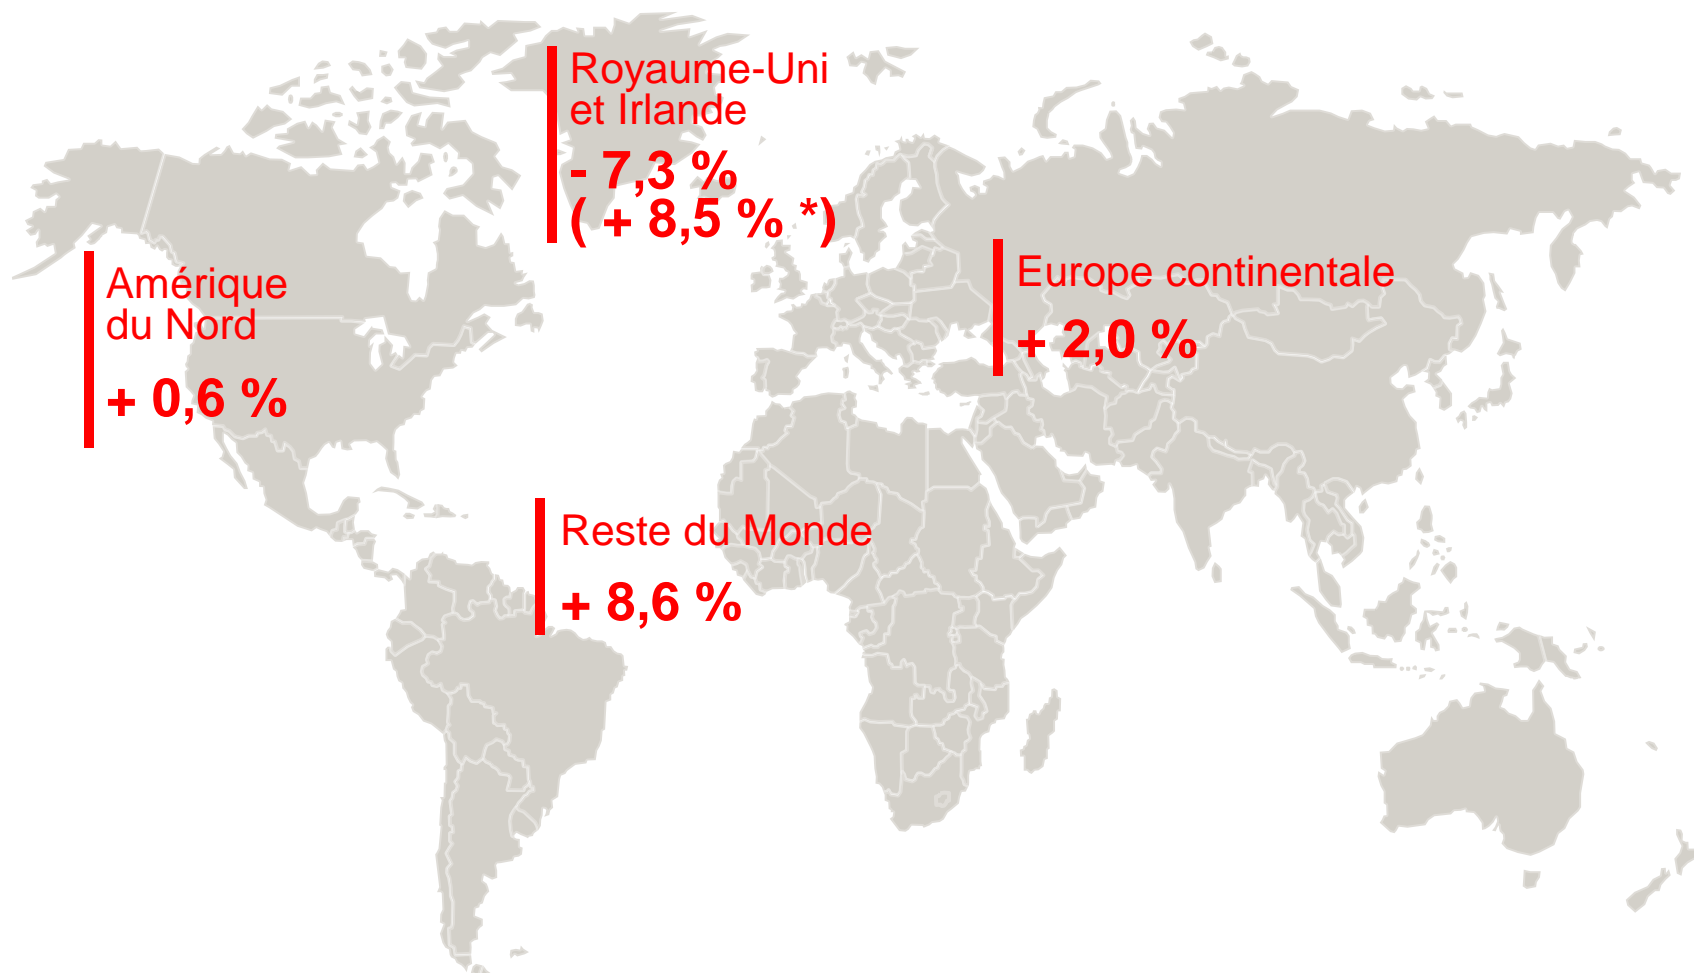 Royaume-Uni
et Irlande
- 7,3 %
( + 8,5 % *)
Amérique
du Nord
+ 0,6 %
Europe continentale
+ 2,0 %
Reste du Monde
+ 8,6 %